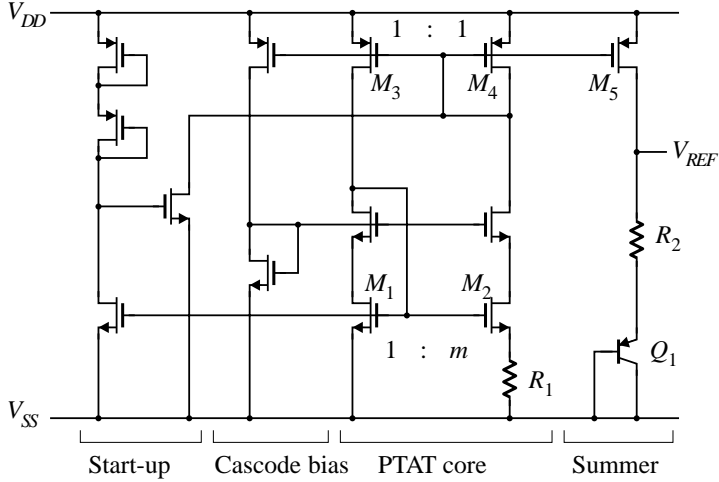 V_DD
1 : 1
M_3
M_4
M_5
V_REF
R_2
M_1
M_2
1 : m
Q_1
R_1
V_SS
Start-up
Cascode bias
PTAT core
Summer